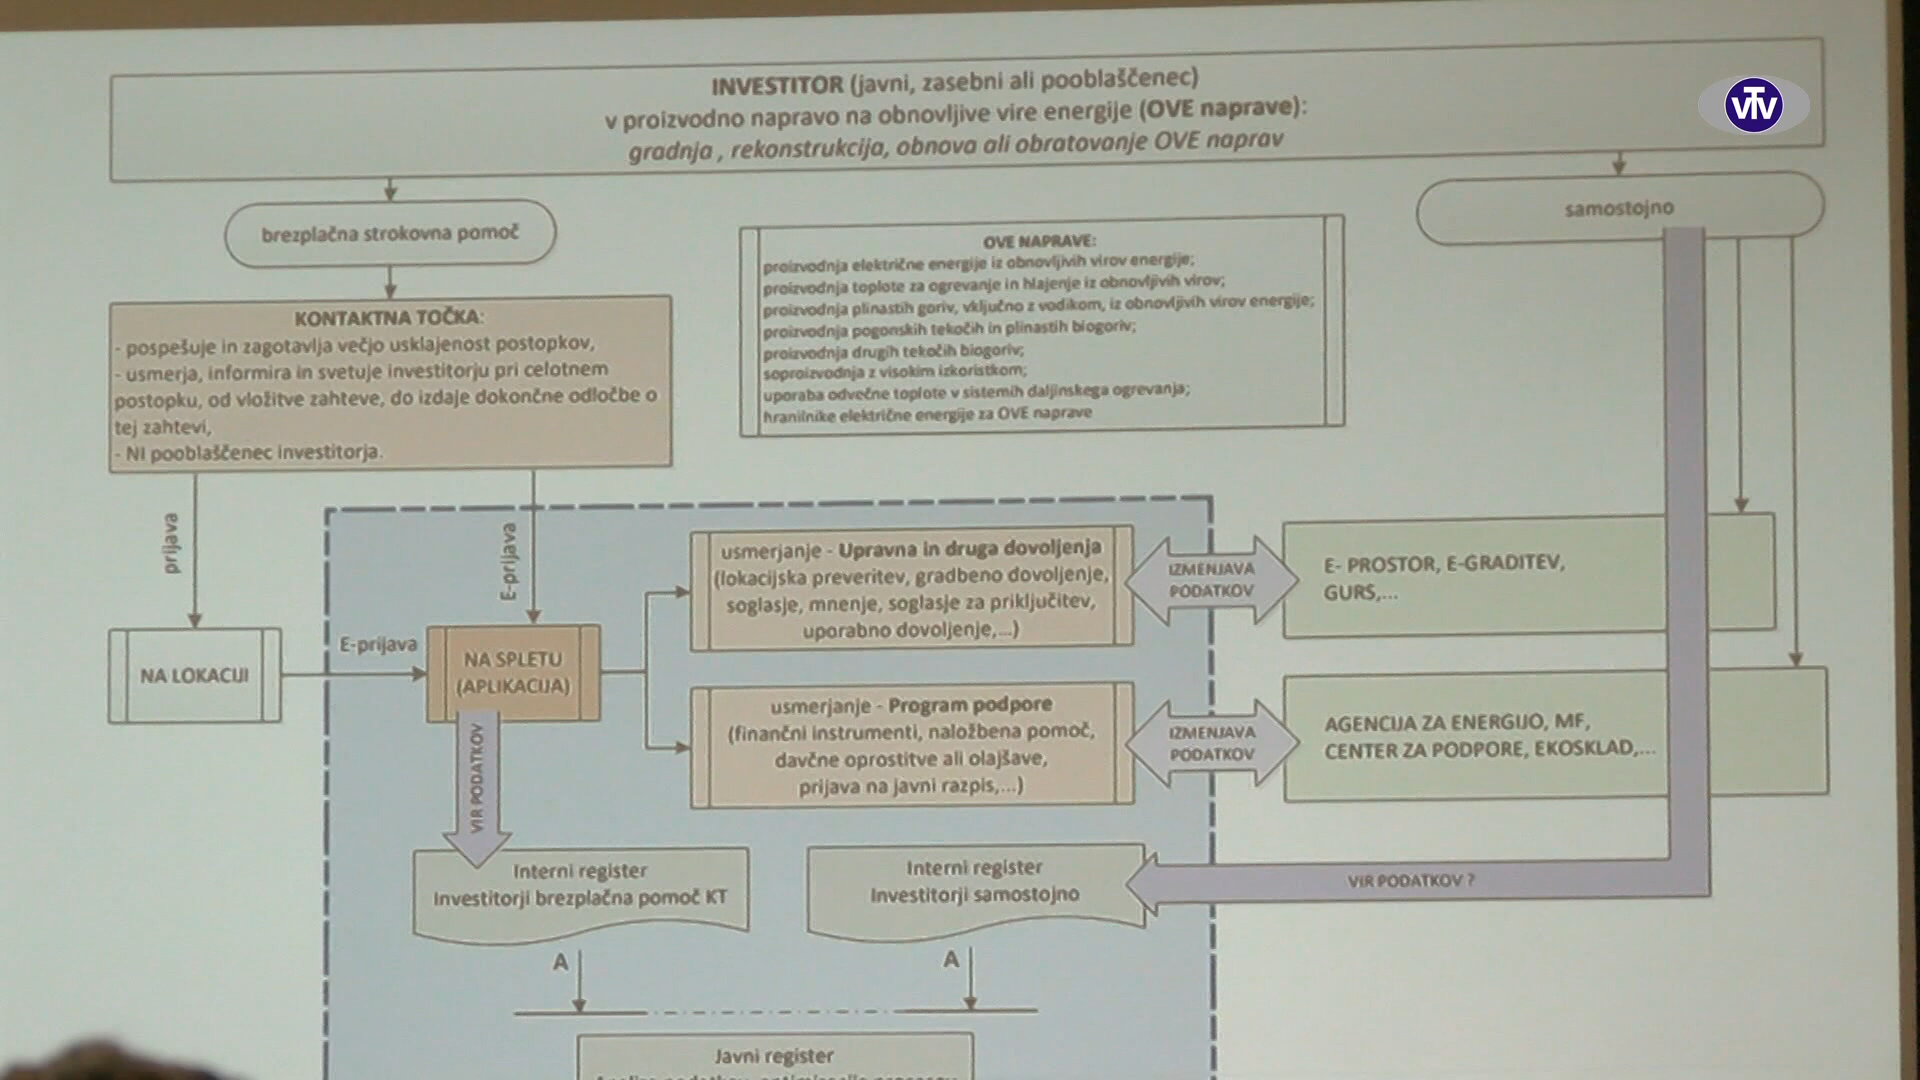 INVESTITOR (javni, zasebni ali pooblaščenec)
v proizvodno napravo na obnovljive vire energije (OVE naprave):
gradnja , rekonstrukcija, obnova ali obratovanje OVE naprav
VTV
brezplačna strokovna pomoč
samostojno
OVE NAPRAVE:
proizvodnja električne energije iz obnovljivih virov energije;
proizvodnja toplote za ogrevanje in hlajenje iz obnovljivih virov;
proizvodnja plinastih goriv, vključno z vodikom, iz obnovljivih virov energije;
proizvodnja pogonskih tekočih in plinastih biogoriv;
proizvodnja drugih tekočih biogoriv;
soproizvodnja z visokim izkoristkom;
uporaba odvečne toplote v sistemih daljinskega ogrevanja;
hranilnike električne energije za OVE naprave
KONTAKTNA TOČKA:
- pospešuje in zagotavlja večjo usklajenost postopkov,
- usmerja, informira in svetuje investitorju pri celotnem
postopku, od vložitve zahteve, do izdaje dokončne odločbe o
tej zahtevi,
- NI pooblaščenec investitorja.
prijava
E-prijava
usmerjanje - Upravna in druga dovoljenja
(lokacijska preveritev, gradbeno dovoljenje,
soglasje, mnenje, soglasje za priključitev,
uporabno dovoljenje,...)
IZMENJAVA
PODATKOV
E- PROSTOR, E-GRADITEV,
GURS,...
NA LOKACIJI
E-prijava
NA SPLETU
(APLIKACIJA)
usmerjanje - Program podpore
(finančni instrumenti, naložbena pomoč,
davčne oprostitve ali olajšave,
prijava na javni razpis,...)
IZMENJAVA
PODATKOV
AGENCIJA ZA ENERGIJO, MF,
CENTER ZA PODPORE, EKOSKLAD,...
VIR PODATKOV
Interni register
Investitorji brezplačna pomoč KT
Interni register
Investitorji samostojno
VIR PODATKOV ?
A
A
Javni register